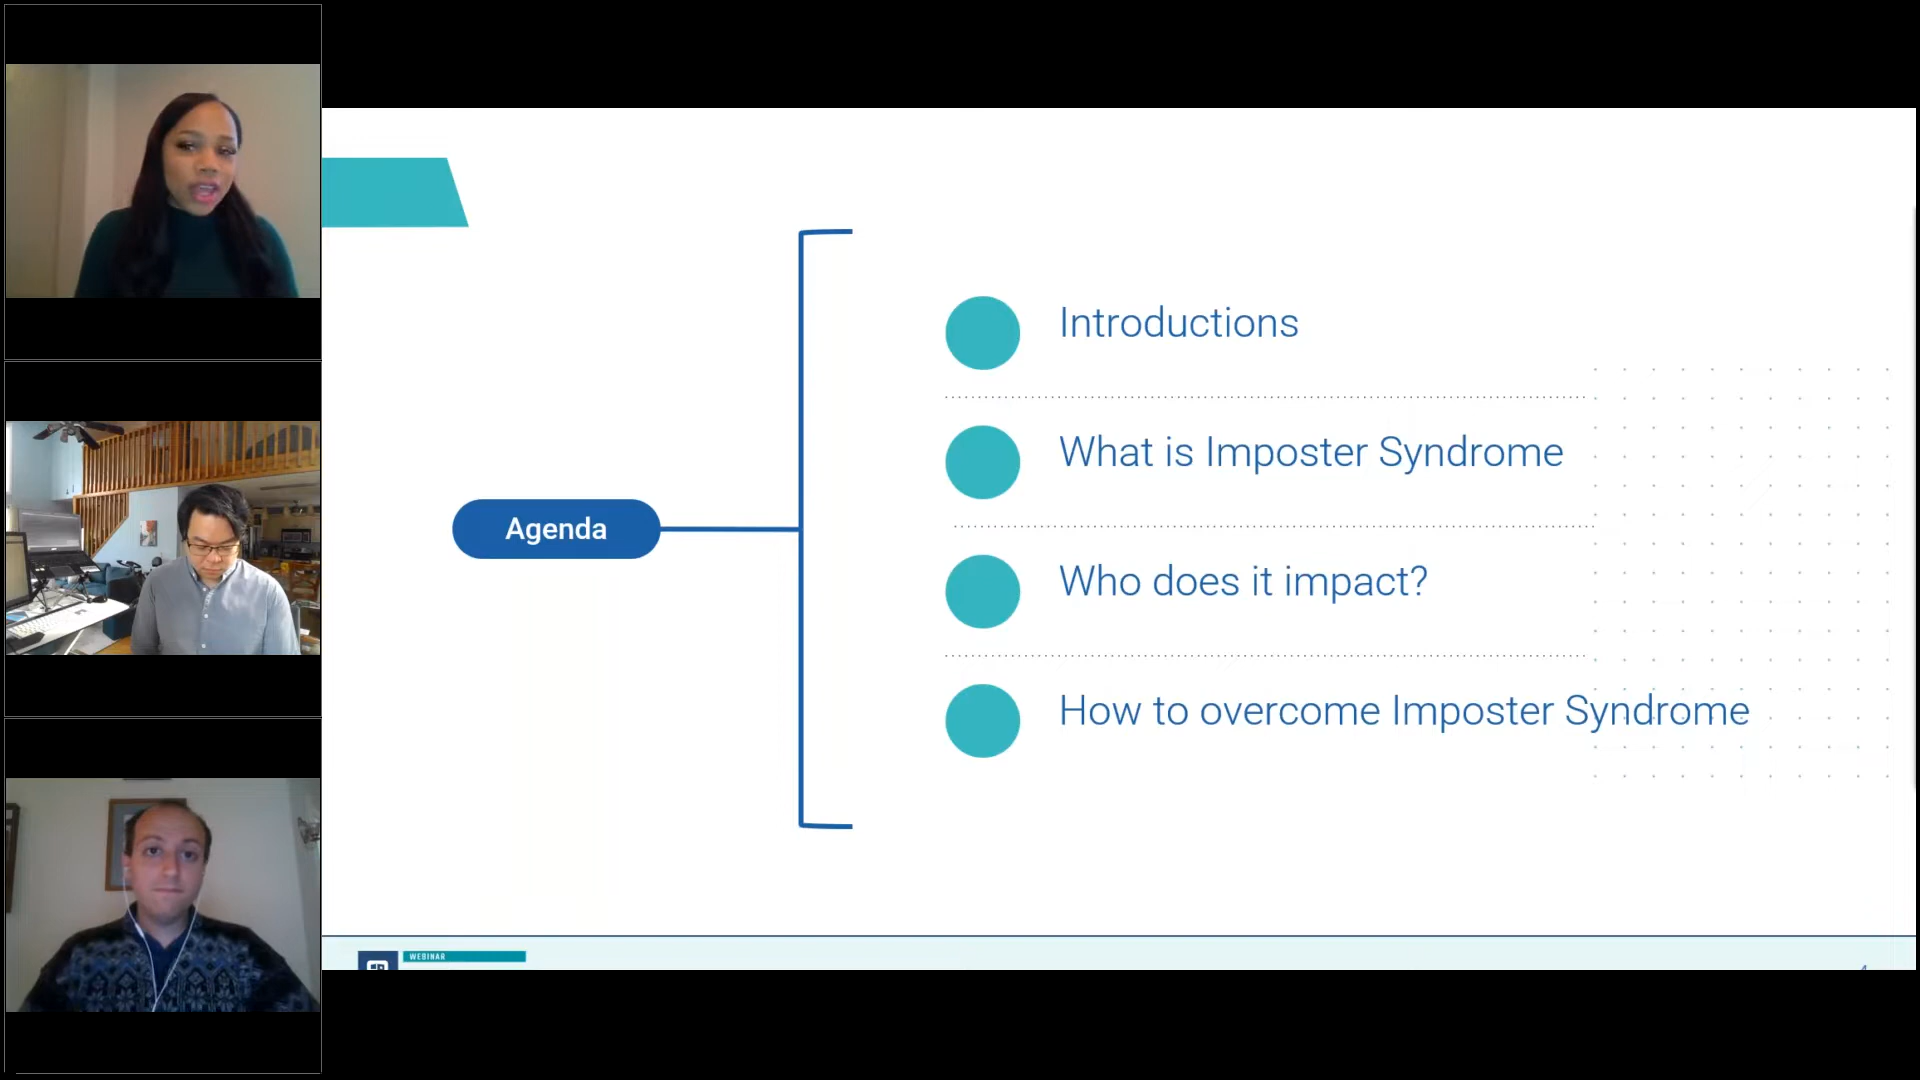 Agenda
Introductions
What is Imposter Syndrome
Who does it impact?
How to overcome Imposter Syndrome
WEBINAR